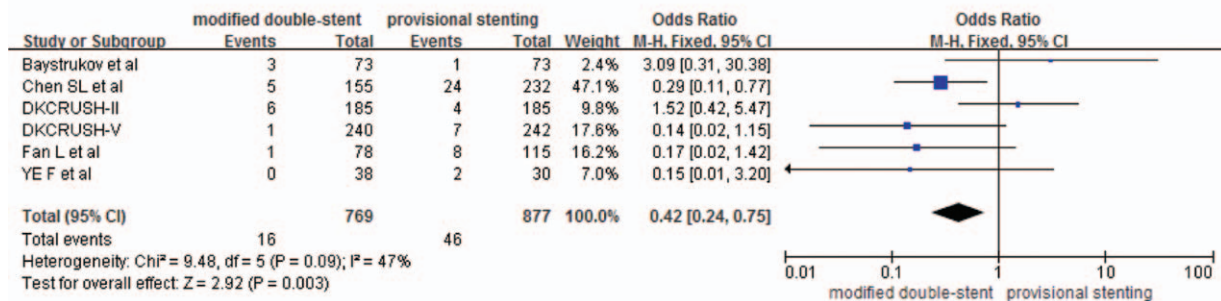 modified double-stent provisional stenting Odds Ratio Odds Ratio
Study or Subgroup Events Total Events Total Weight M-H, Fixed, 95% CI M-H, Fixed, 95% CI
Baystrukov et al 3 73 1 73 2.4% 3.09 [0.31, 30.38]
Chen SL et al 5 155 24 232 47.1% 0.29 [0.11, 0.77]
DKCRUSH-II 6 185 4 185 9.8% 1.52 [0.42, 5.47]
DKCRUSH-V 1 240 7 242 17.6% 0.14 [0.02, 1.15]
Fan L et al 1 78 8 115 16.2% 0.17 [0.02, 1.42]
YE F et al 0 38 2 30 7.0% 0.15 [0.01, 3.20]
Total (95% CI) 769 877 100.0% 0.42 [0.24, 0.75]
Total events 16 46
Heterogeneity: Chi² = 9.48, df = 5 (P = 0.09); I² = 47%
Test for overall effect: Z = 2.92 (P = 0.003)
0.01 0.1 1 10 100
modified double-stent provisional stenting